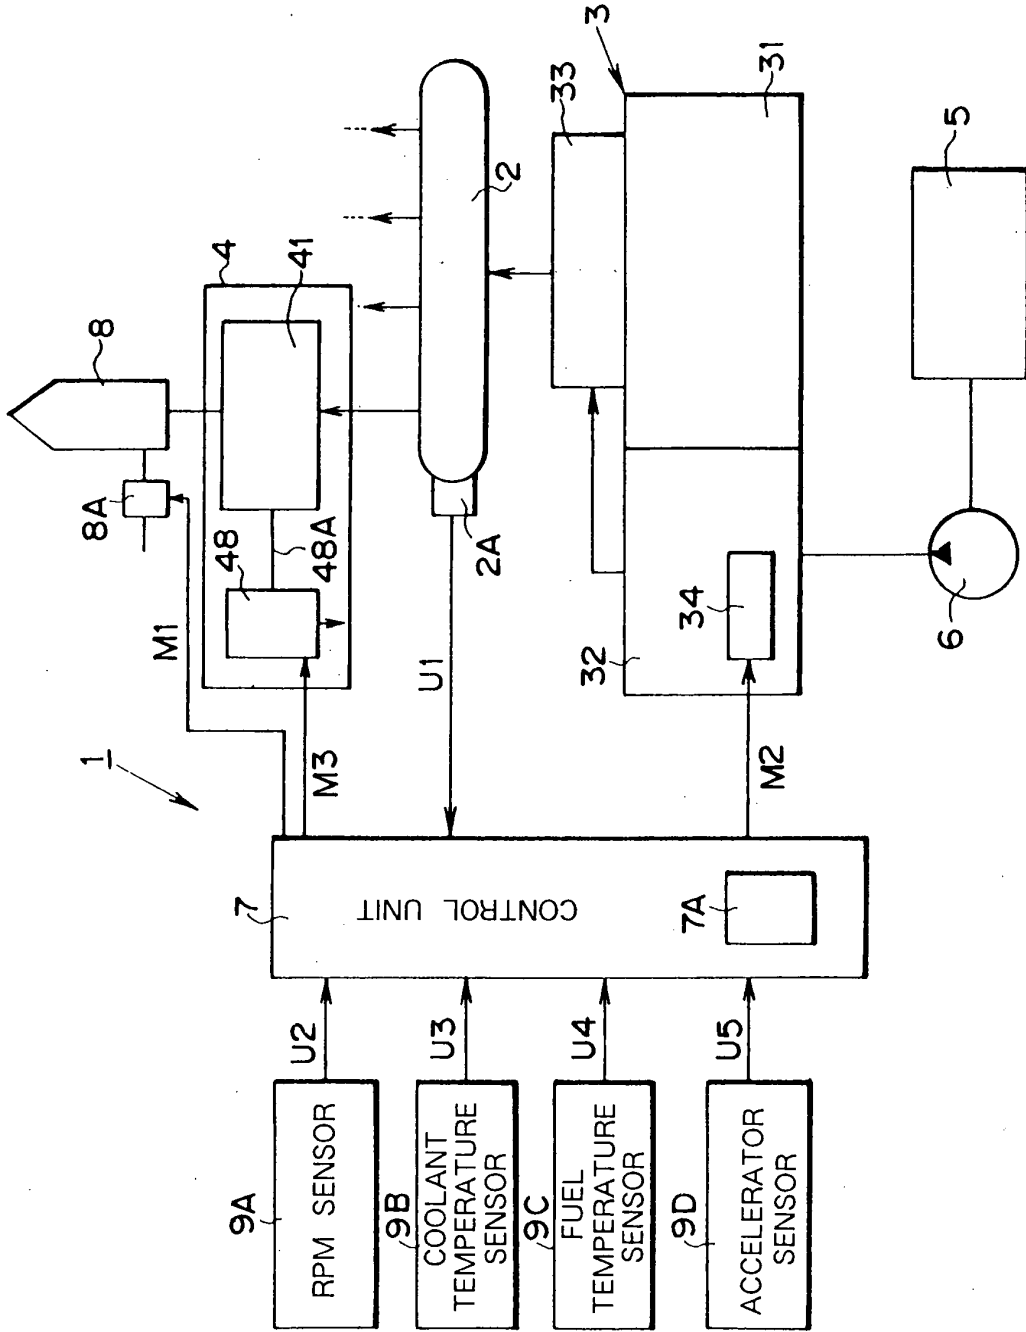 1
8
8A
M1
4
41
48
48A
M3
2
2A
U1
3
33
31
32
34
M2
5
6
7
CONTROL UNIT
7A
U2
U3
U4
U5
9A
RPM SENSOR
9B
COOLANT
TEMPERATURE
SENSOR
9C
FUEL
TEMPERATURE
SENSOR
9D
ACCELERATOR
SENSOR